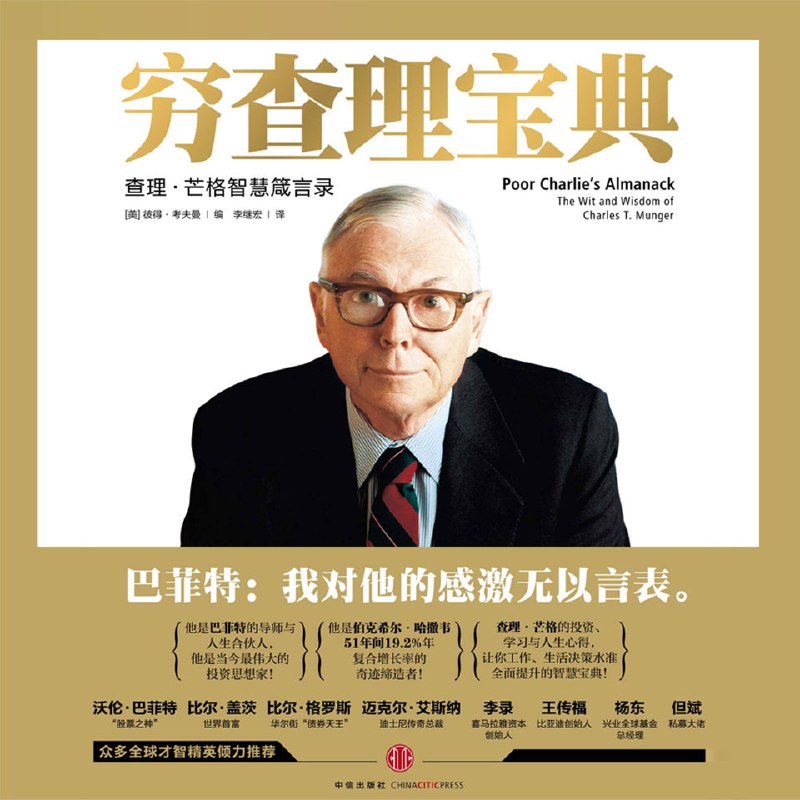 穷查理宝典
查理·芒格智慧箴言录
Poor Charlie's Almanack
The Wit and Wisdom of
Charles T. Munger
[美] 彼得·考夫曼 | 编 李继宏 | 译
巴菲特：我对他的感激无以言表。
他是巴菲特的导师与
人生合伙人，
他是当今最伟大的
投资思想家！
他是伯克希尔·哈撒韦
51年间19.2%年
复合增长率的
奇迹缔造者！
查理·芒格的投资、
学习与人生心得，
让你工作、生活决策水准
全面提升的智慧宝典！
沃伦·巴菲特
“股票之神”
比尔·盖茨
世界首富
比尔·格罗斯
华尔街“债券天王”
迈克尔·艾斯纳
迪士尼传奇总裁
李录
喜马拉雅资本
创始人
王传福
比亚迪创始人
杨东
兴业全球基金
总经理
但斌
私募大佬
众多全球才智精英倾力推荐
中信出版社 CHINACITICPRESS